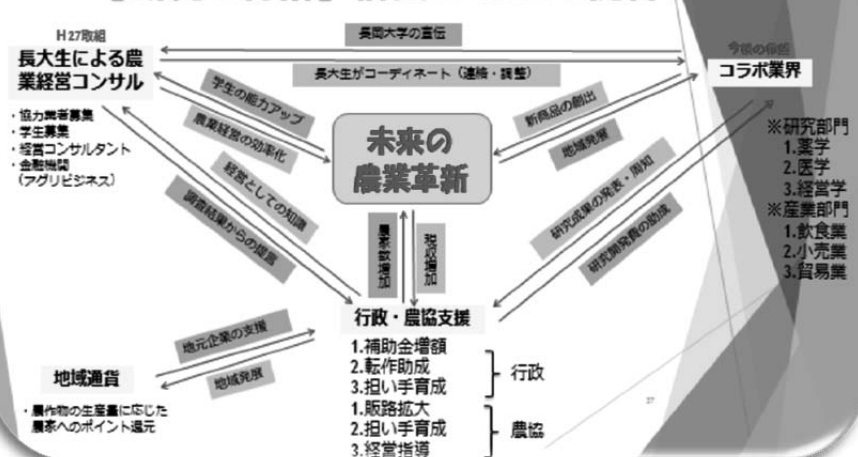 長岡大学の宣伝
H27取組
長大生による農
業経営コンサル
・協力業者募集
・学生募集
・経営コンサルタント
・金融機関
(アグリビジネス)
長大生がコーディネート（連絡・調整）
コラボ業界
※研究部門
1.薬学
2.医学
3.経営学
※産業部門
1.飲食業
2.小売業
3.貿易業
学生の能力アップ
農業経営の効率化
経営としての知識
調査結果からの提言
未来の
農業革新
新商品の創出
地域発展
研究成果の発表・周知
研究開発費の助成
農家数増加
税収増加
行政・農協支援
1.補助金増額
2.転作助成
3.担い手育成
行政
1.販路拡大
2.担い手育成
3.経営指導
農協
地元企業の支援
地域発展
地域通貨
・農作物の生産量に応じた
農家へのポイント還元
37